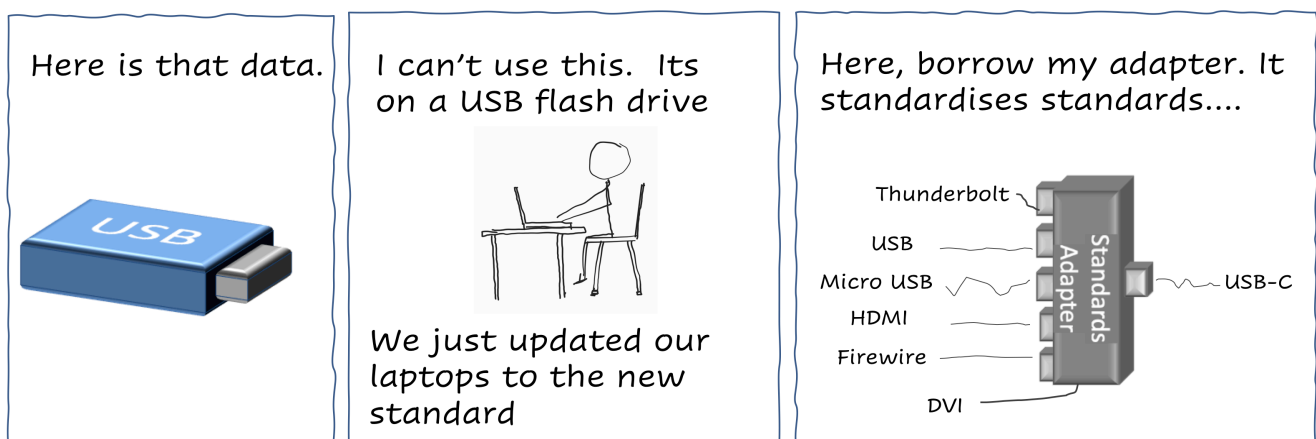 Here is that data.
USB
I can't use this.  Its
on a USB flash drive
We just updated our
laptops to the new
standard
Here, borrow my adapter. It
standardises standards....
Thunderbolt
USB
Micro USB
HDMI
Firewire
DVI
Standards
Adapter
USB-C